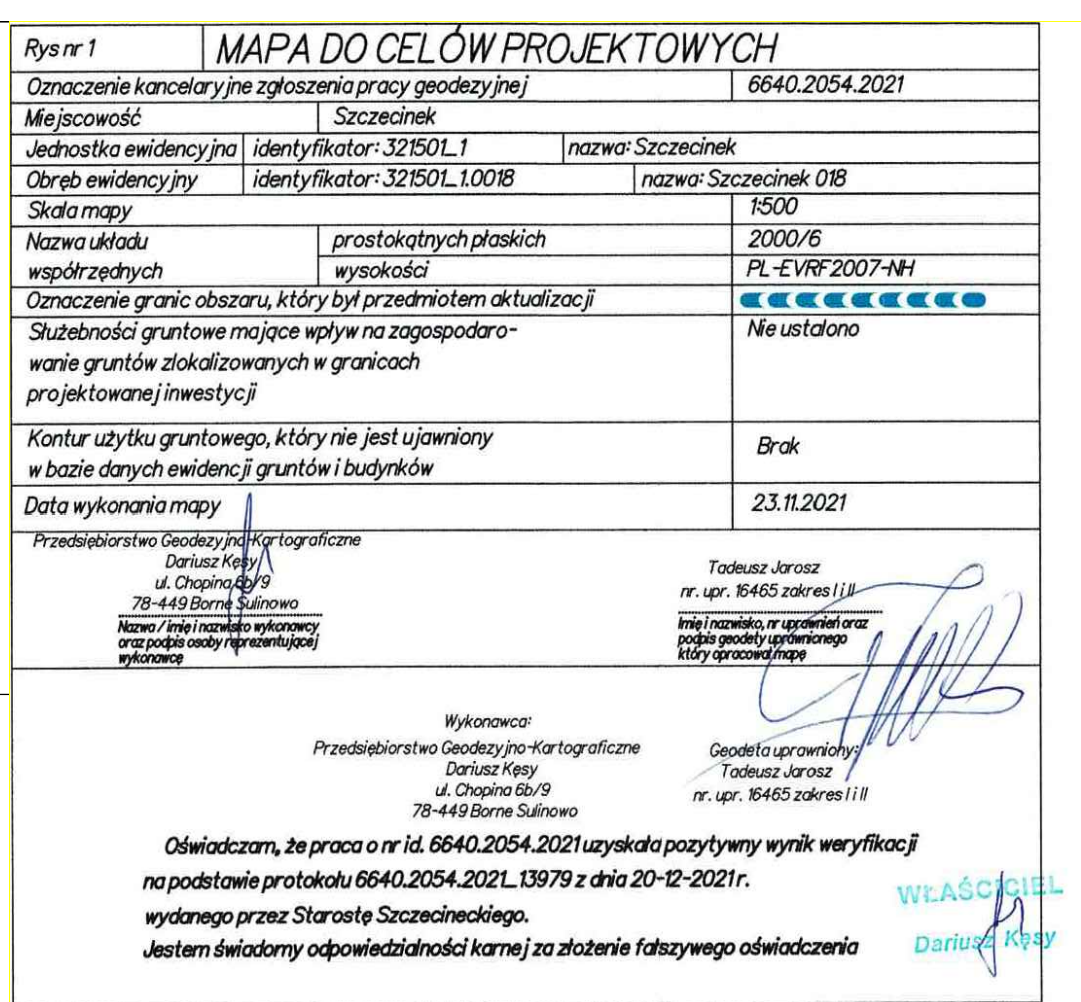 Rys nr 1 MAPA DO CELÓW PROJEKTOWYCH
Oznaczenie kancelaryjne zgłoszenia pracy geodezyjnej 6640.2054.2021
Miejscowość Szczecinek
Jednostka ewidencyjna identyfikator: 321501_1 nazwa: Szczecinek
Obręb ewidencyjny identyfikator: 321501_1.0018 nazwa: Szczecinek 018
Skala mapy 1:500
Nazwa układu współrzędnych prostokątnych płaskich 2000/6
wysokości PL-EVRF2007-NH
Oznaczenie granic obszaru, który był przedmiotem aktualizacji
Służebności gruntowe mające wpływ na zagospodaro- Nie ustalono
wanie gruntów zlokalizowanych w granicach
projektowanej inwestycji
Kontur użytku gruntowego, który nie jest ujawniony Brak
w bazie danych ewidencji gruntów i budynków
Data wykonania mapy 23.11.2021
Przedsiębiorstwo Geodezyjno-Kartograficzne
Dariusz Kęsy
ul. Chopina 6b/9
78-449 Borne Sulinowo
Nazwa / imię i nazwisko wykonawcy
oraz podpis osoby reprezentującej
wykonawcę
Tadeusz Jarosz
nr. upr. 16465 zakres I i II
Imię i nazwisko, nr uprawnień oraz
podpis geodety uprawnionego
który opracował mapę
Wykonawca:
Przedsiębiorstwo Geodezyjno-Kartograficzne
Dariusz Kęsy
ul. Chopina 6b/9
78-449 Borne Sulinowo
Geodeta uprawniony:
Tadeusz Jarosz
nr. upr. 16465 zakres I i II
Oświadczam, że praca o nr id. 6640.2054.2021 uzyskała pozytywny wynik weryfikacji
na podstawie protokołu 6640.2054.2021_13979 z dnia 20-12-2021 r.
wydanego przez Starostę Szczecineckiego.
Jestem świadomy odpowiedzialności karnej za złożenie fałszywego oświadczenia
WŁAŚCICIEL
Dariusz Kęsy